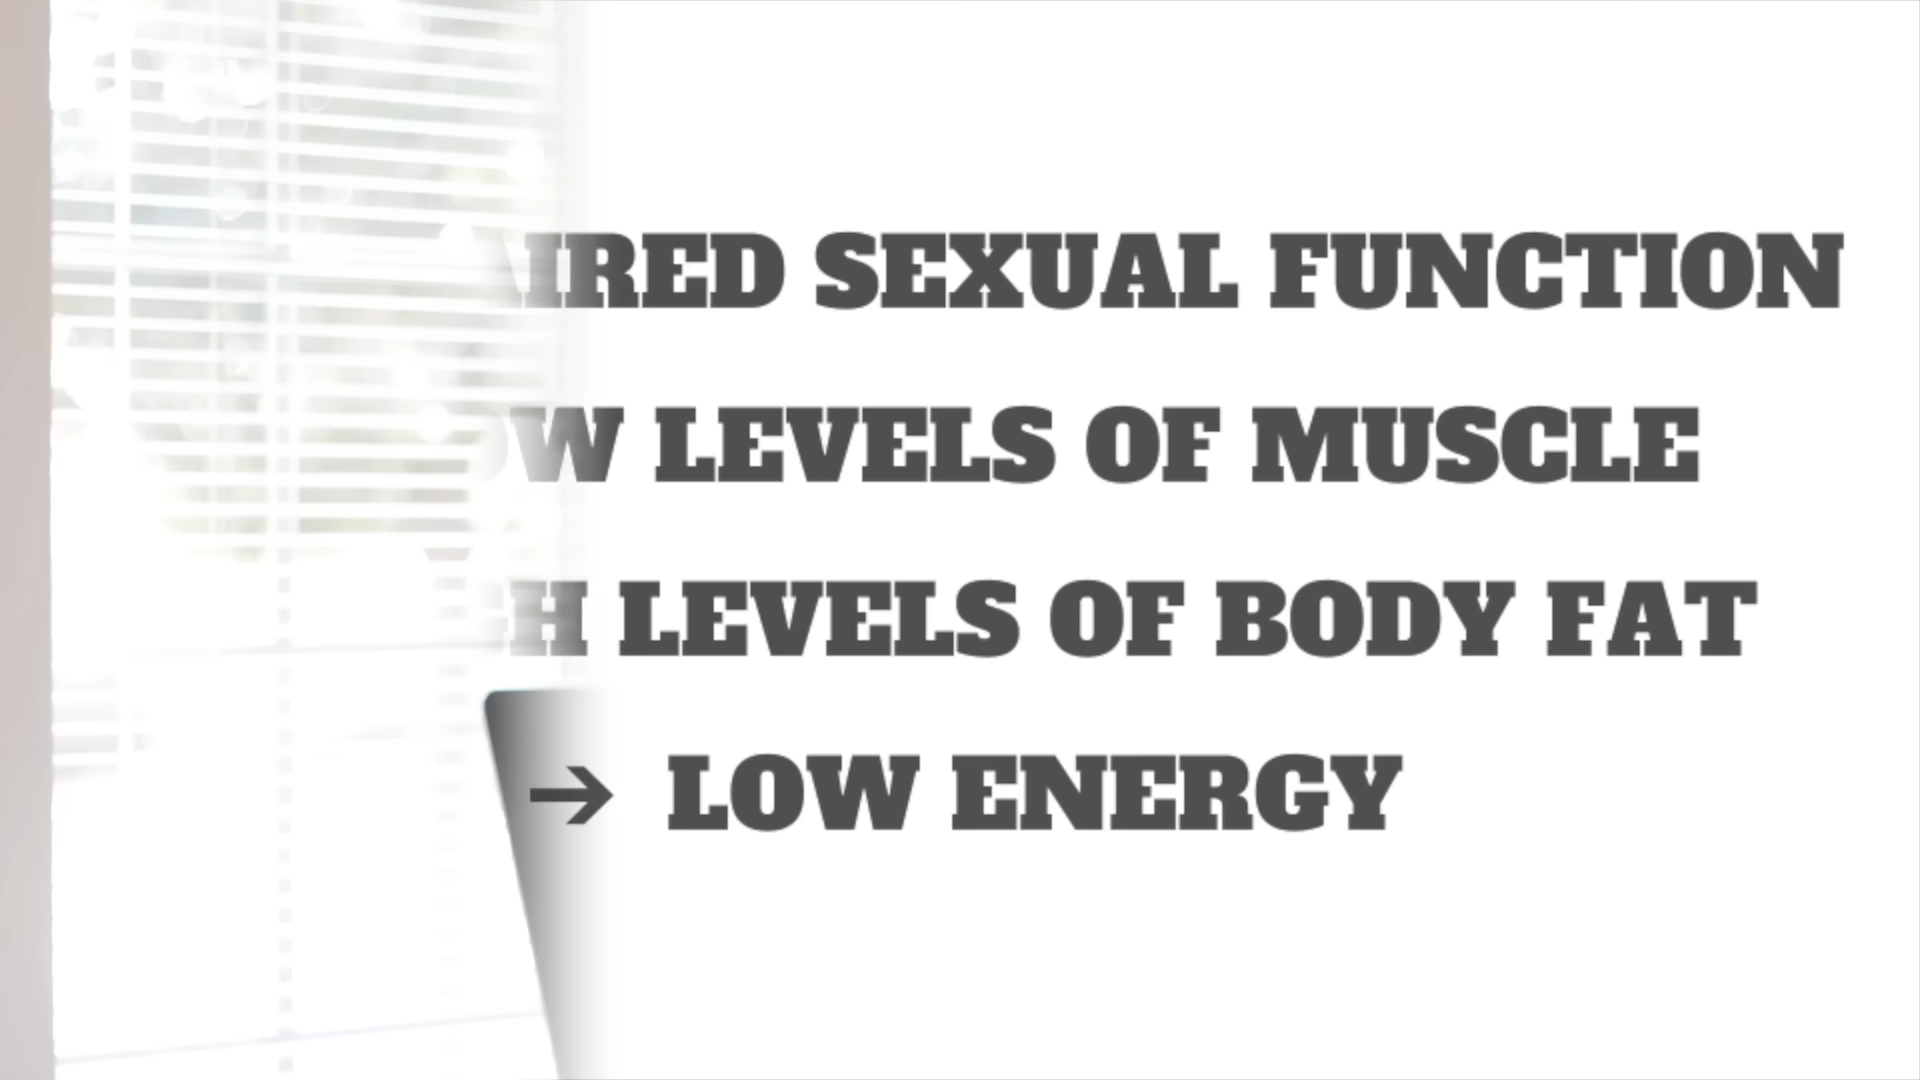 SEXUAL FUNCTION
LEVELS OF MUSCLE
LEVELS OF BODY FAT
→ LOW ENERGY